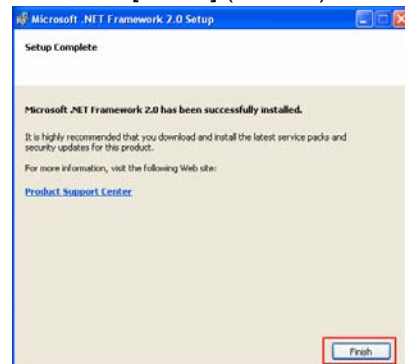 Microsoft .NET Framework 2.0 Setup
Setup Complete
Microsoft .NET Framework 2.0 has been successfully installed.
It is highly recommended that you download and install the latest service packs and
security updates for this product.
For more information, visit the following Web site:
Product Support Center
Finish